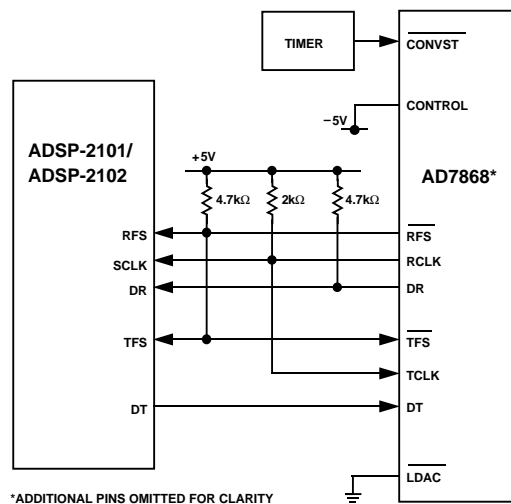 TIMER
CONVST
CONTROL
−5V
ADSP-2101/
ADSP-2102
+5V
AD7868*
4.7kΩ
2kΩ
4.7kΩ
RFS
RFS
SCLK
RCLK
DR
DR
TFS
TFS
TCLK
DT
DT
LDAC
*ADDITIONAL PINS OMITTED FOR CLARITY